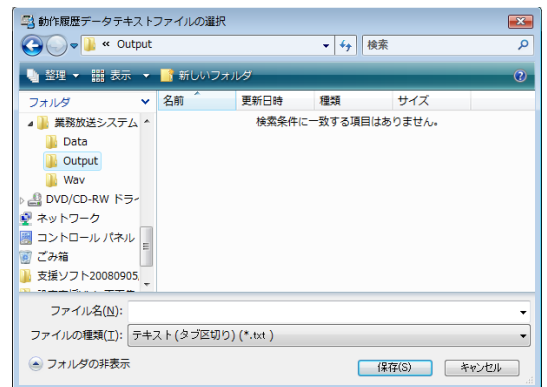 動作履歴データテキストファイルの選択
« Output
検索
整理 表示 新しいフォルダ
フォルダ 名前 更新日時 種類 サイズ
検索条件に一致する項目はありません。
業務放送システム
Data
Output
Wav
DVD/CD-RW ドラ
ネットワーク
コントロール パネル
ごみ箱
支援ソフト20080905
ファイル名(N):
ファイルの種類(T): テキスト(タブ区切り) (*.txt )
フォルダの非表示 保存(S) キャンセル